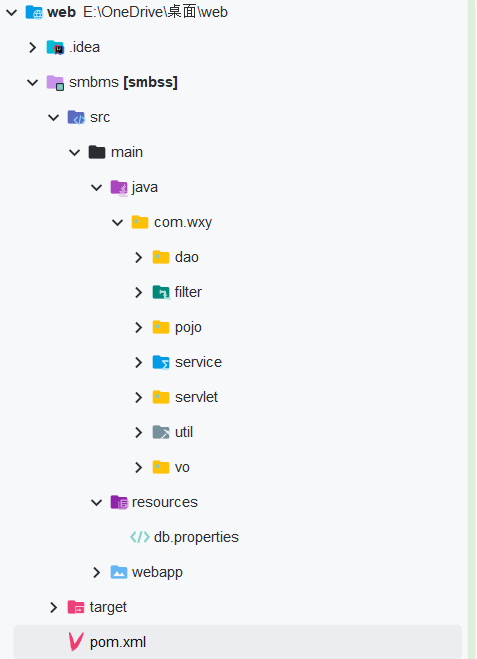 web E:\OneDrive\桌面\web
.idea
smbms [smbss]
src
main
java
com.wxy
dao
filter
pojo
service
servlet
util
vo
resources
db.properties
webapp
target
pom.xml